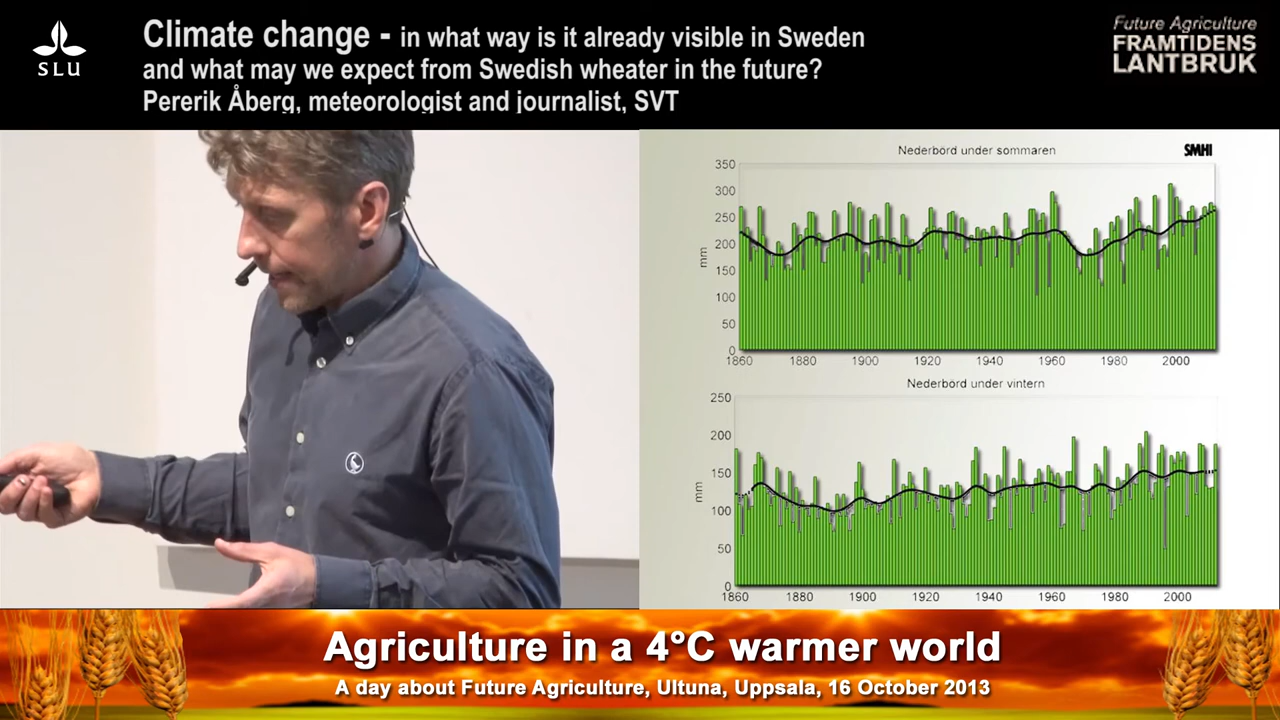 SLU
Climate change - in what way is it already visible in Sweden
and what may we expect from Swedish wheater in the future?
Pererik Åberg, meteorologist and journalist, SVT
Future Agriculture
FRAMTIDENS
LANTBRUK
Nederbörd under sommaren
SMHI
350
300
250
200
150
100
50
0
mm
1860 1880 1900 1920 1940 1960 1980 2000
Nederbörd under vintern
250
200
150
100
50
0
mm
1860 1880 1900 1920 1940 1960 1980 2000
Agriculture in a 4°C warmer world
A day about Future Agriculture, Ultuna, Uppsala, 16 October 2013